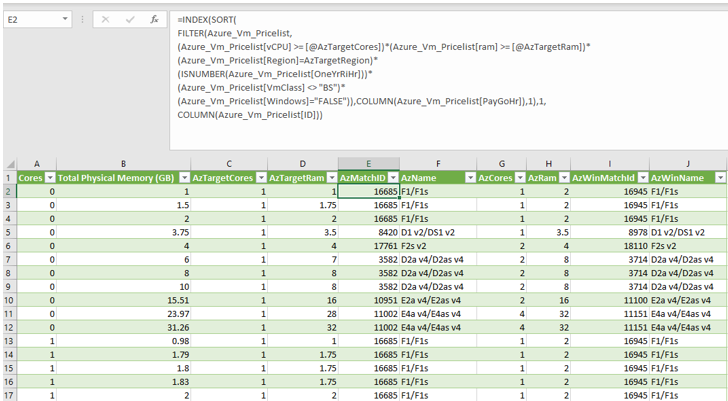 E2
fx
=INDEX(SORT(
FILTER(Azure_Vm_Pricelist,
(Azure_Vm_Pricelist[vCPU] >= [@AzTargetCores])*(Azure_Vm_Pricelist[ram] >= [@AzTargetRam])*
(Azure_Vm_Pricelist[Region]=AzTargetRegion)*
(ISNUMBER(Azure_Vm_Pricelist[OneYrRiHr]))*
(Azure_Vm_Pricelist[VmClass] <> "BS")*
(Azure_Vm_Pricelist[Windows]="FALSE")),COLUMN(Azure_Vm_Pricelist[PayGoHr]),1),1,
COLUMN(Azure_Vm_Pricelist[ID]))
A B C D E F G H I J
1 Cores Total Physical Memory (GB) AzTargetCores AzTargetRam AzMatchID AzName AzCores AzRam AzWinMatchId AzWinName
2 0 1 1 1 16685 F1/F1s 1 2 16945 F1/F1s
3 0 1.5 1 1.75 16685 F1/F1s 1 2 16945 F1/F1s
4 0 2 1 2 16685 F1/F1s 1 2 16945 F1/F1s
5 0 3.75 1 3.5 8420 D1 v2/DS1 v2 1 3.5 8978 D1 v2/DS1 v2
6 0 4 1 4 17761 F2s v2 2 4 18110 F2s v2
7 0 6 1 7 3582 D2a v4/D2as v4 2 8 3714 D2a v4/D2as v4
8 0 8 1 8 3582 D2a v4/D2as v4 2 8 3714 D2a v4/D2as v4
9 0 10 1 8 3582 D2a v4/D2as v4 2 8 3714 D2a v4/D2as v4
10 0 15.51 1 16 10951 E2a v4/E2as v4 2 16 11100 E2a v4/E2as v4
11 0 23.97 1 28 11002 E4a v4/E4as v4 4 32 11151 E4a v4/E4as v4
12 0 31.26 1 32 11002 E4a v4/E4as v4 4 32 11151 E4a v4/E4as v4
13 1 0.98 1 1 16685 F1/F1s 1 2 16945 F1/F1s
14 1 1.79 1 1.75 16685 F1/F1s 1 2 16945 F1/F1s
15 1 1.8 1 1.75 16685 F1/F1s 1 2 16945 F1/F1s
16 1 1.83 1 1.75 16685 F1/F1s 1 2 16945 F1/F1s
17 1 2 1 2 16685 F1/F1s 1 2 16945 F1/F1s